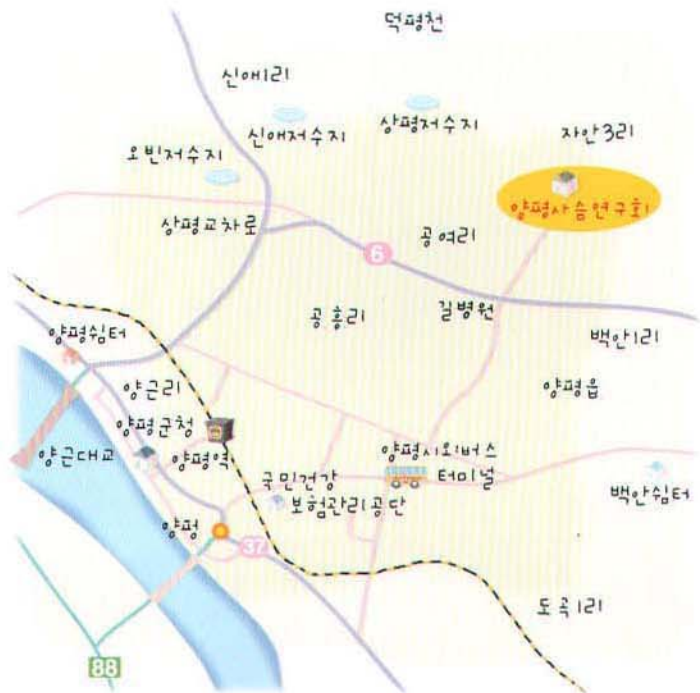 덕평천
신애1리
신애저수지
상평저수지
자안3리
오빈저수지
양평사슴연구회
상평교차로
공여리
6
길병원
공흥리
양평쉼터
백안1리
양근리
양평읍
양평군청
양근대교
양평역
양평시외버스
터미널
국민건강
보험관리공단
백안쉼터
양평
37
도곡1리
88